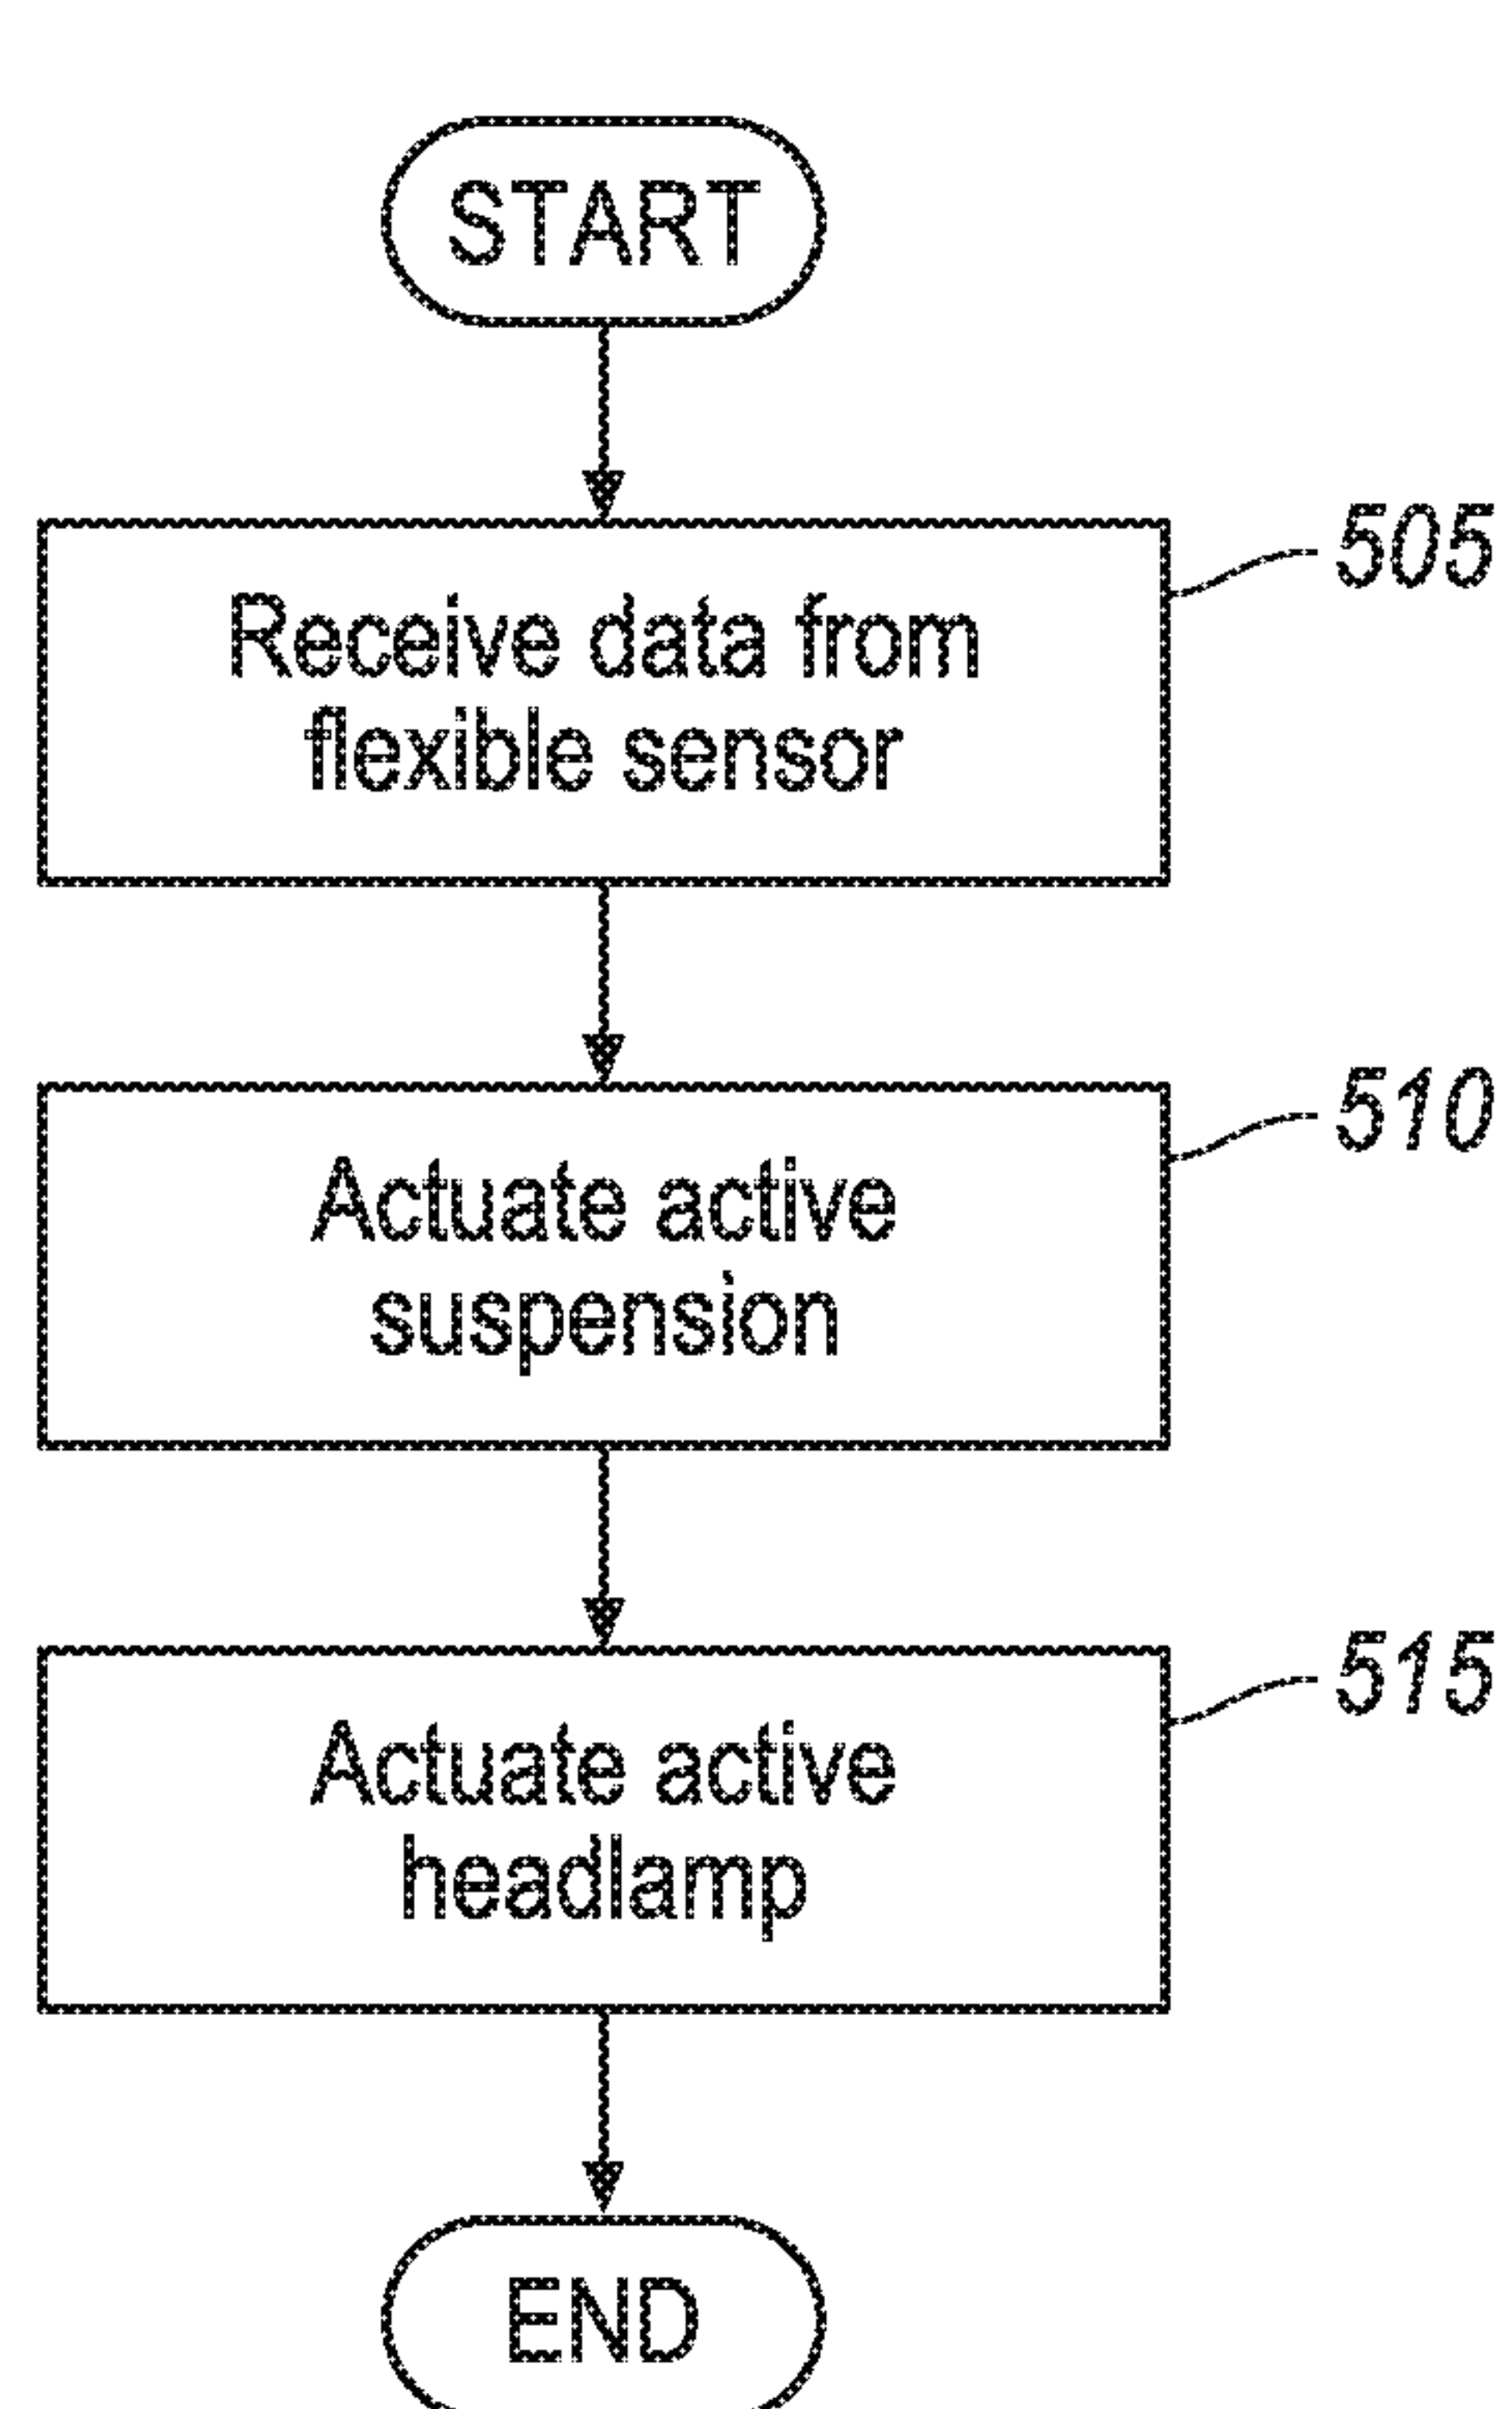 START
505
Receive data from
flexible sensor
510
Actuate active
suspension
515
Actuate active
headlamp
END